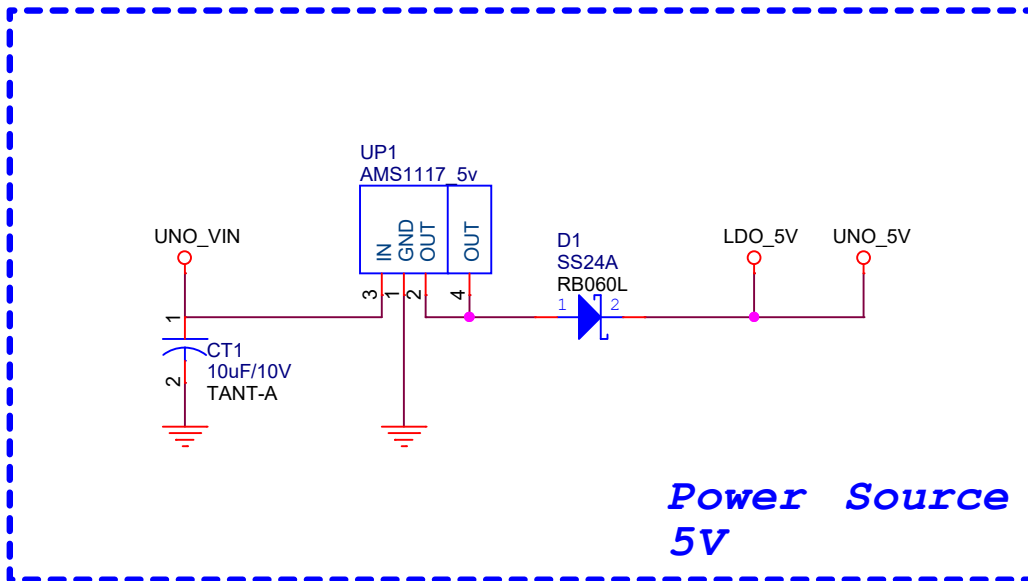 UP1
AMS1117_5v
IN
GND
OUT
OUT
3
1
2
4
UNO_VIN
1
2
CT1
10uF/10V
TANT-A
D1
SS24A
RB060L
1
2
LDO_5V
UNO_5V
Power Source
5V